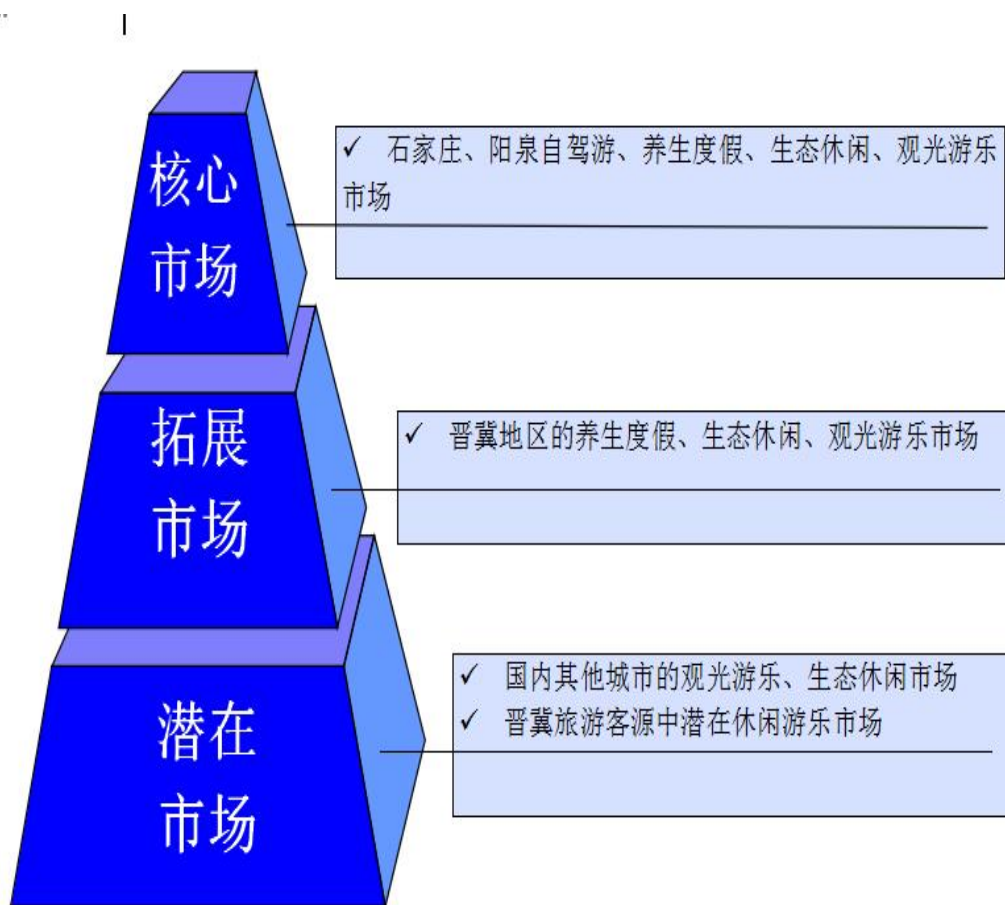 核心
市场
✓ 石家庄、阳泉自驾游、养生度假、生态休闲、观光游乐
市场
拓展
市场
✓ 晋冀地区的养生度假、生态休闲、观光游乐市场
潜在
市场
✓ 国内其他城市的观光游乐、生态休闲市场
✓ 晋冀旅游客源中潜在休闲游乐市场